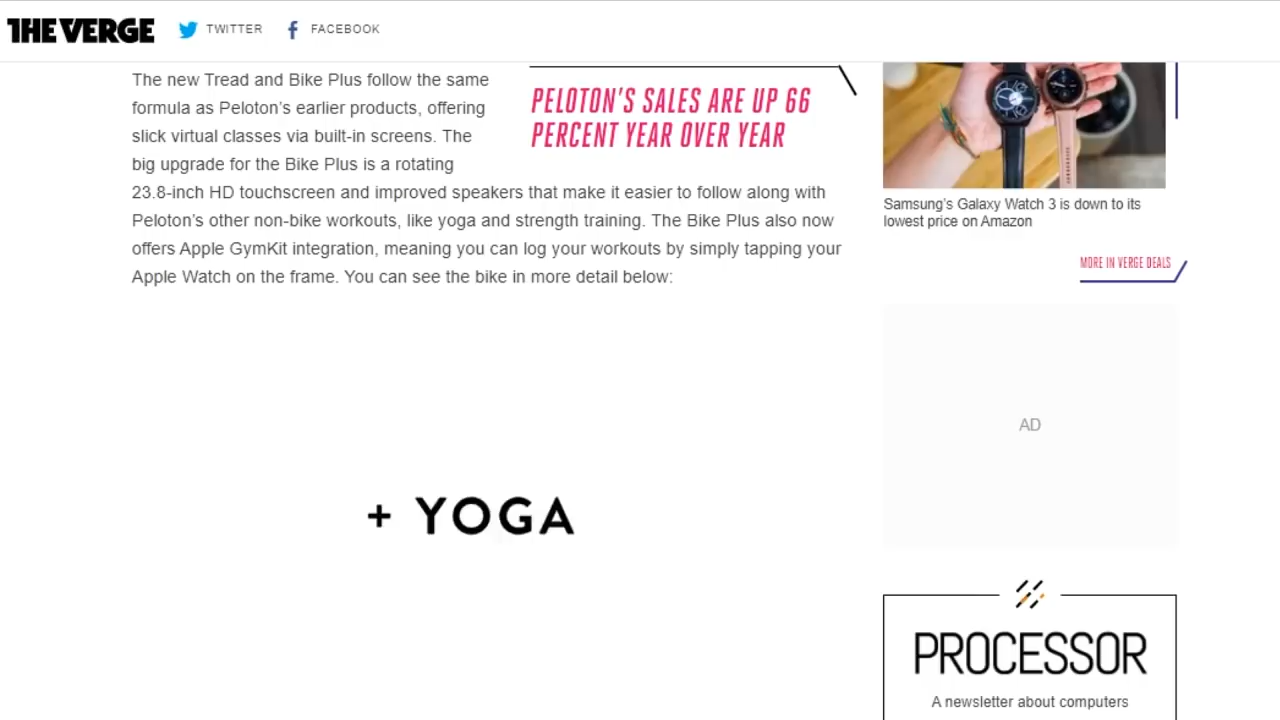 THE VERGE
TWITTER
FACEBOOK
The new Tread and Bike Plus follow the same
formula as Peloton’s earlier products, offering
slick virtual classes via built-in screens. The
big upgrade for the Bike Plus is a rotating
23.8-inch HD touchscreen and improved speakers that make it easier to follow along with
Peloton’s other non-bike workouts, like yoga and strength training. The Bike Plus also now
offers Apple GymKit integration, meaning you can log your workouts by simply tapping your
Apple Watch on the frame. You can see the bike in more detail below:
PELOTON’S SALES ARE UP 66
PERCENT YEAR OVER YEAR
+ YOGA
Samsung’s Galaxy Watch 3 is down to its
lowest price on Amazon
MORE IN VERGE DEALS
AD
PROCESSOR
A newsletter about computers